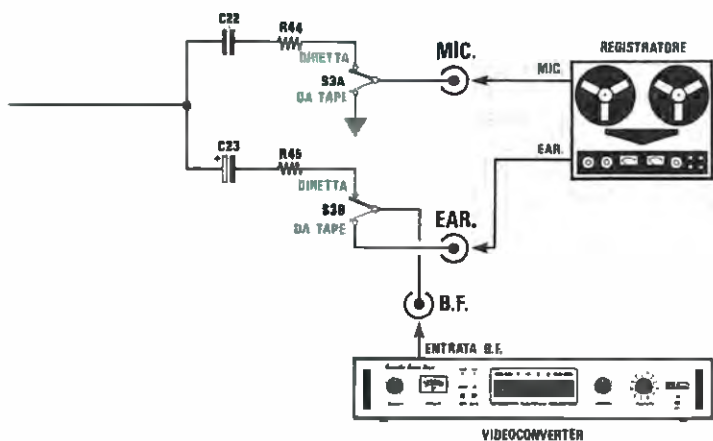 C22
R44
DIRETTA
S3A
DA TAPE
MIC.
REGISTRATORE
MIC.
EAR.
C23
+
R45
DIRETTA
S3B
DA TAPE
EAR.
B.F.
ENTRATA B.F.
VIDEOCONVERTER